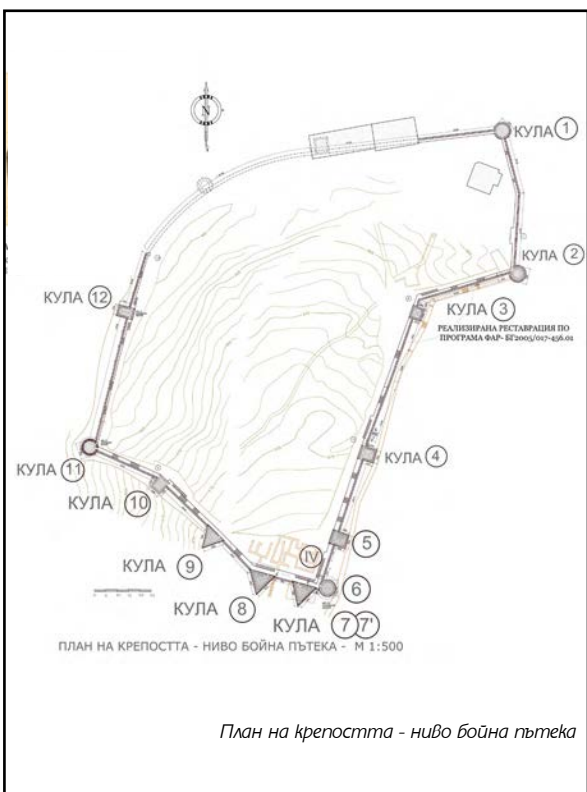 N
КУЛА 1
КУЛА 2
КУЛА 12
КУЛА 3
РЕАЛИЗИРАНА РЕСТАВРАЦИЯ ПО
ПРОГРАМА ФАР- БГ2005/017-456.01
КУЛА 4
КУЛА 11
КУЛА 10
5
IV
КУЛА 9
6
КУЛА 8
КУЛА 7 7'
ПЛАН НА КРЕПОСТТА - НИВО БОЙНА ПЪТЕКА - М 1:500
План на крепостта - ниво бойна пътека